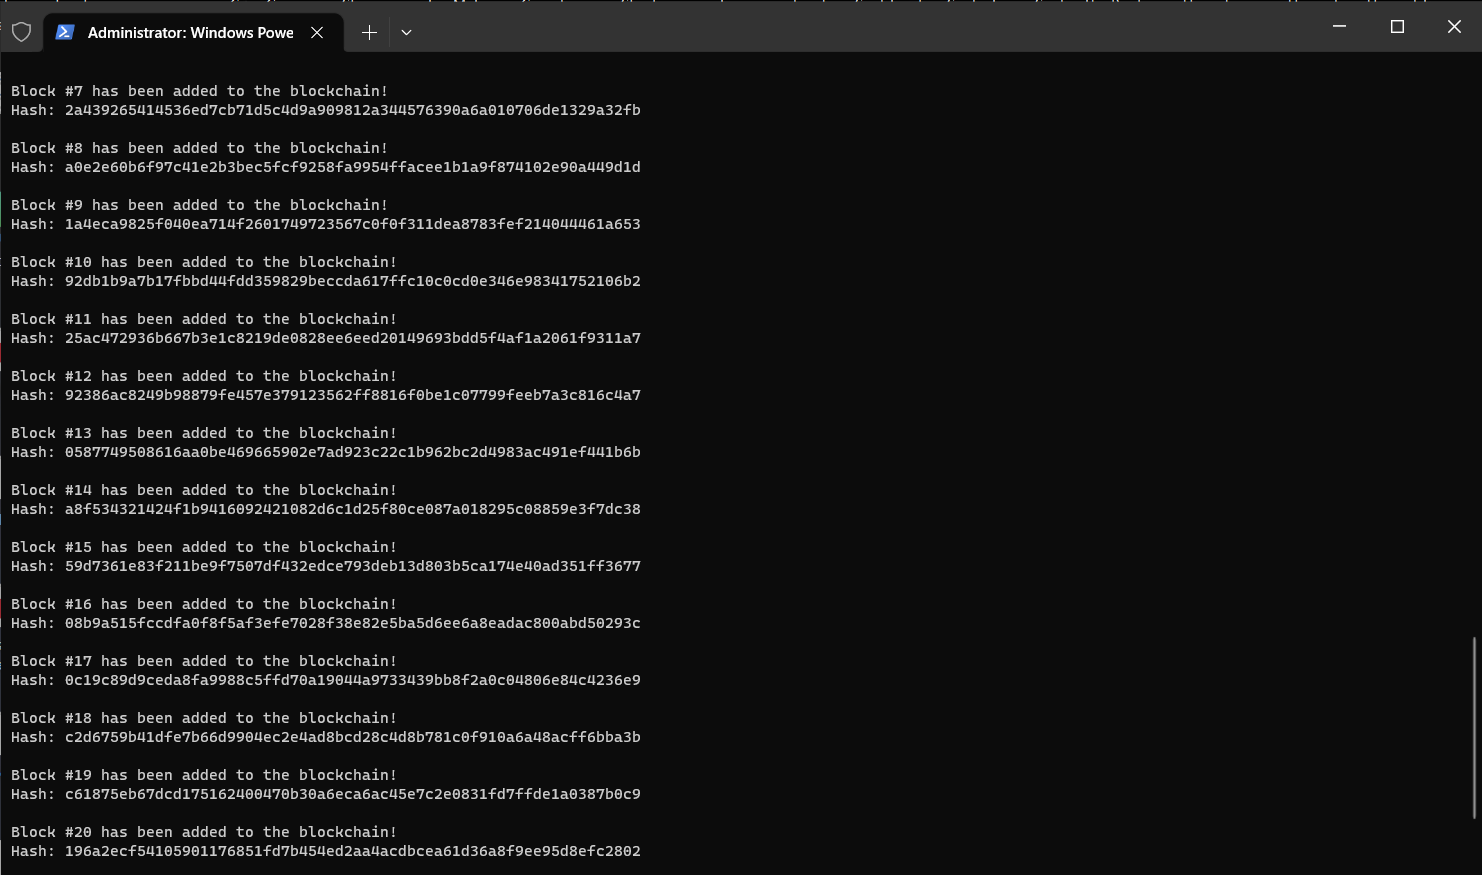 Administrator: Windows Powe
Block #7 has been added to the blockchain!
Hash: 2a439265414536ed7cb71d5c4d9a909812a344576390a6a010706de1329a32fb
Block #8 has been added to the blockchain!
Hash: a0e2e60b6f97c41e2b3bec5fcf9258fa9954ffacee1b1a9f874102e90a449d1d
Block #9 has been added to the blockchain!
Hash: 1a4eca9825f040ea714f2601749723567c0f0f311dea8783fef214044461a653
Block #10 has been added to the blockchain!
Hash: 92db1b9a7b17fbbd44fdd359829beccda617ffc10c0cd0e346e98341752106b2
Block #11 has been added to the blockchain!
Hash: 25ac472936b667b3e1c8219de0828ee6eed20149693bdd5f4af1a2061f9311a7
Block #12 has been added to the blockchain!
Hash: 92386ac8249b98879fe457e379123562ff8816f0be1c07799feeb7a3c816c4a7
Block #13 has been added to the blockchain!
Hash: 0587749508616aa0be469665902e7ad923c22c1b962bc2d4983ac491ef441b6b
Block #14 has been added to the blockchain!
Hash: a8f534321424f1b9416092421082d6c1d25f80ce087a018295c08859e3f7dc38
Block #15 has been added to the blockchain!
Hash: 59d7361e83f211be9f7507df432edce793deb13d803b5ca174e40ad351ff3677
Block #16 has been added to the blockchain!
Hash: 08b9a515fccdfa0f8f5af3efe7028f38e82e5ba5d6ee6a8eadac800abd50293c
Block #17 has been added to the blockchain!
Hash: 0c19c89d9ceda8fa9988c5ffd70a19044a9733439bb8f2a0c04806e84c4236e9
Block #18 has been added to the blockchain!
Hash: c2d6759b41dfe7b66d9904ec2e4ad8bcd28c4d8b781c0f910a6a48acff6bba3b
Block #19 has been added to the blockchain!
Hash: c61875eb67dcd175162400470b30a6eca6ac45e7c2e0831fd7ffde1a0387b0c9
Block #20 has been added to the blockchain!
Hash: 196a2ecf54105901176851fd7b454ed2aa4acdbcea61d36a8f9ee95d8efc2802